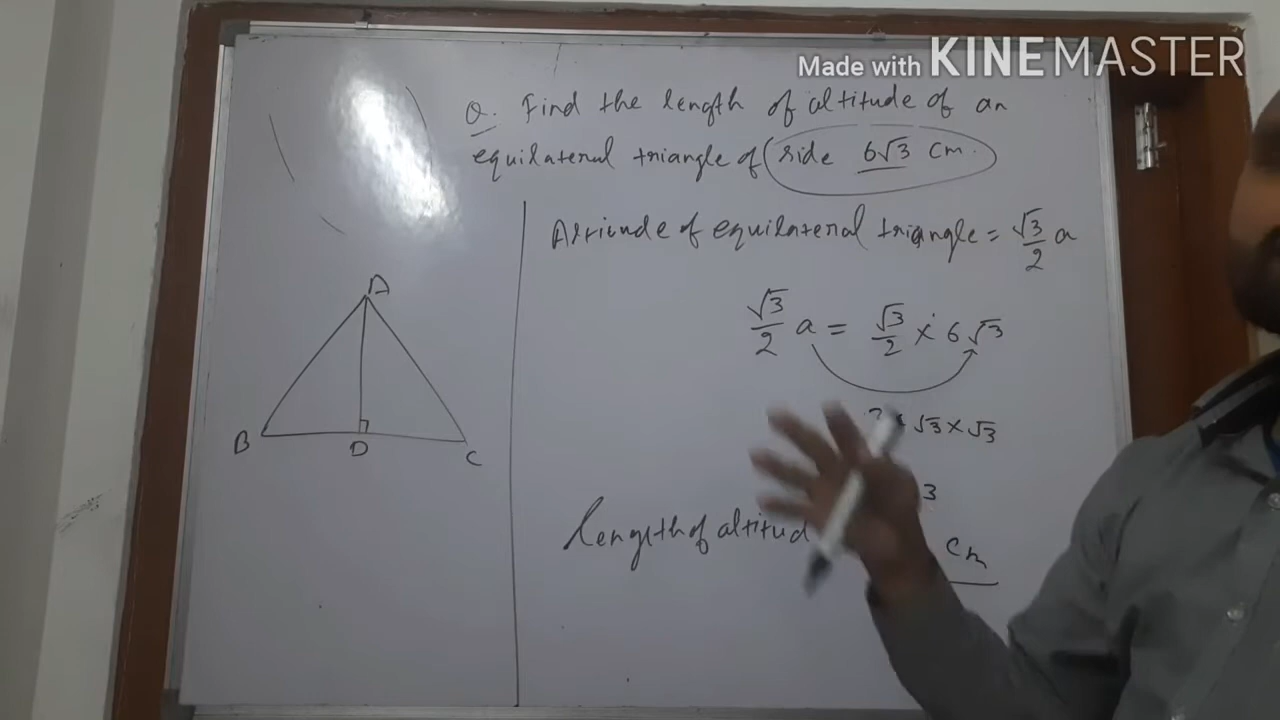 Made with KINEMASTER
Q. Find the length of altitude of an
equilateral triangle of side 6√3 cm.
of equilateral triangle = √3/2 a
√3/2 a = √3/2 × 6√3
√3 × √3
3
Length of altitud
cm
A
B
D
C